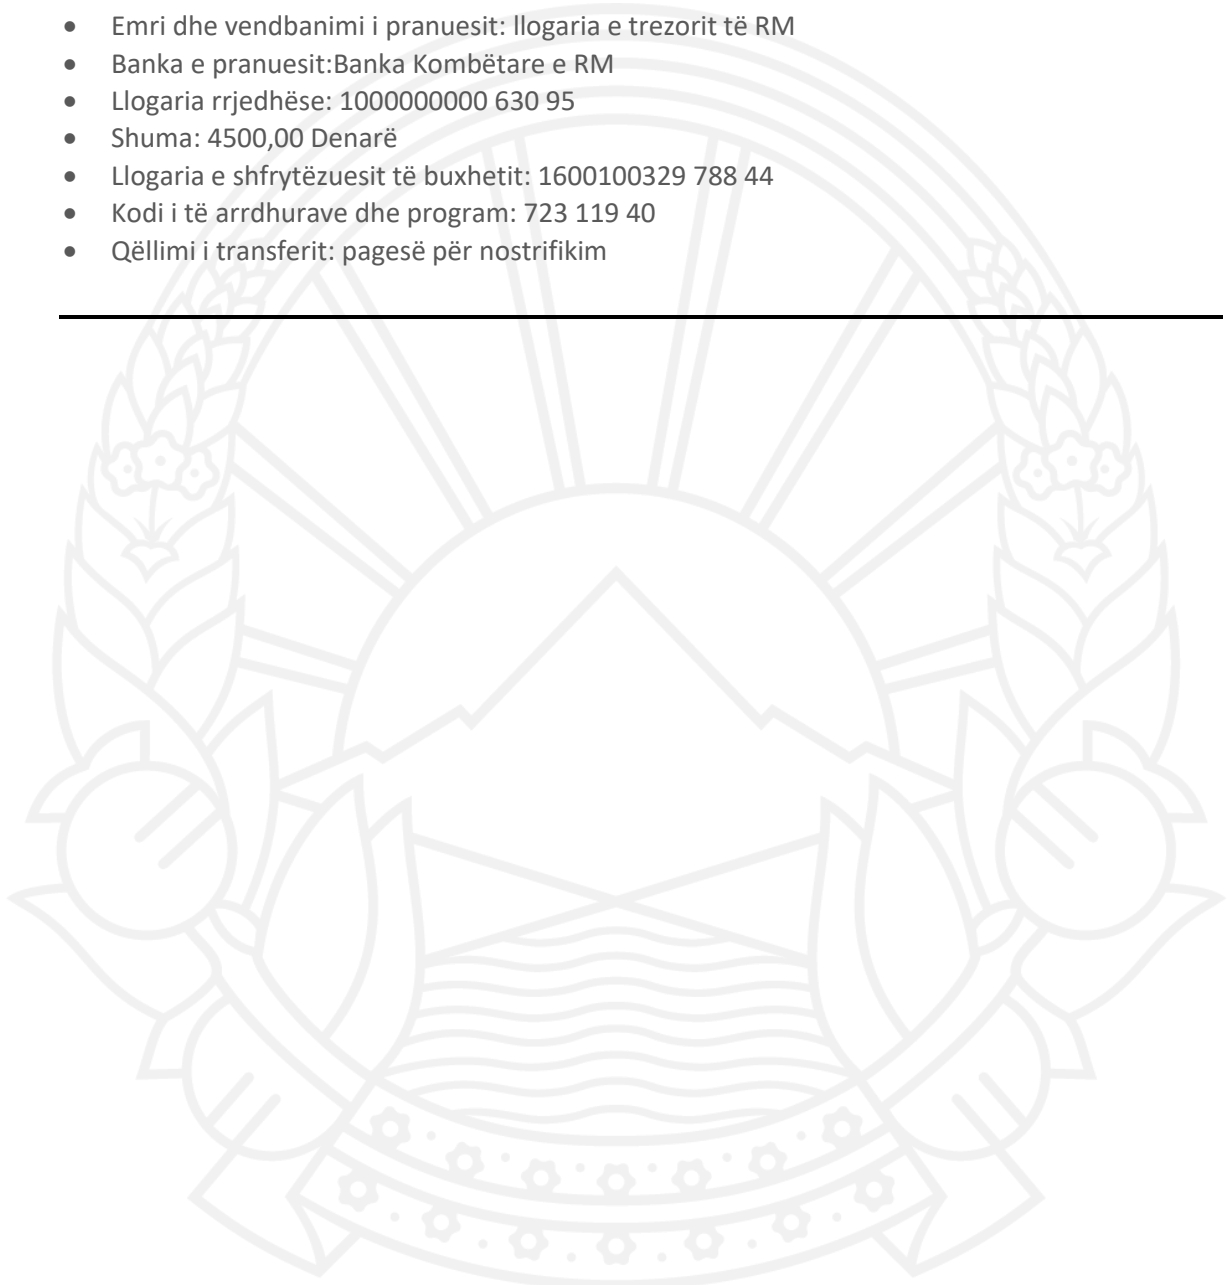 • Emri dhe vendbanimi i pranuesit: llogaria e trezorit të RM
• Banka e pranuesit:Banka Kombëtare e RM
• Llogaria rrjedhëse: 1000000000 630 95
• Shuma: 4500,00 Denarë
• Llogaria e shfrytëzuesit të buxhetit: 1600100329 788 44
• Kodi i të arrdhurave dhe program: 723 119 40
• Qëllimi i transferit: pagesë për nostrifikim